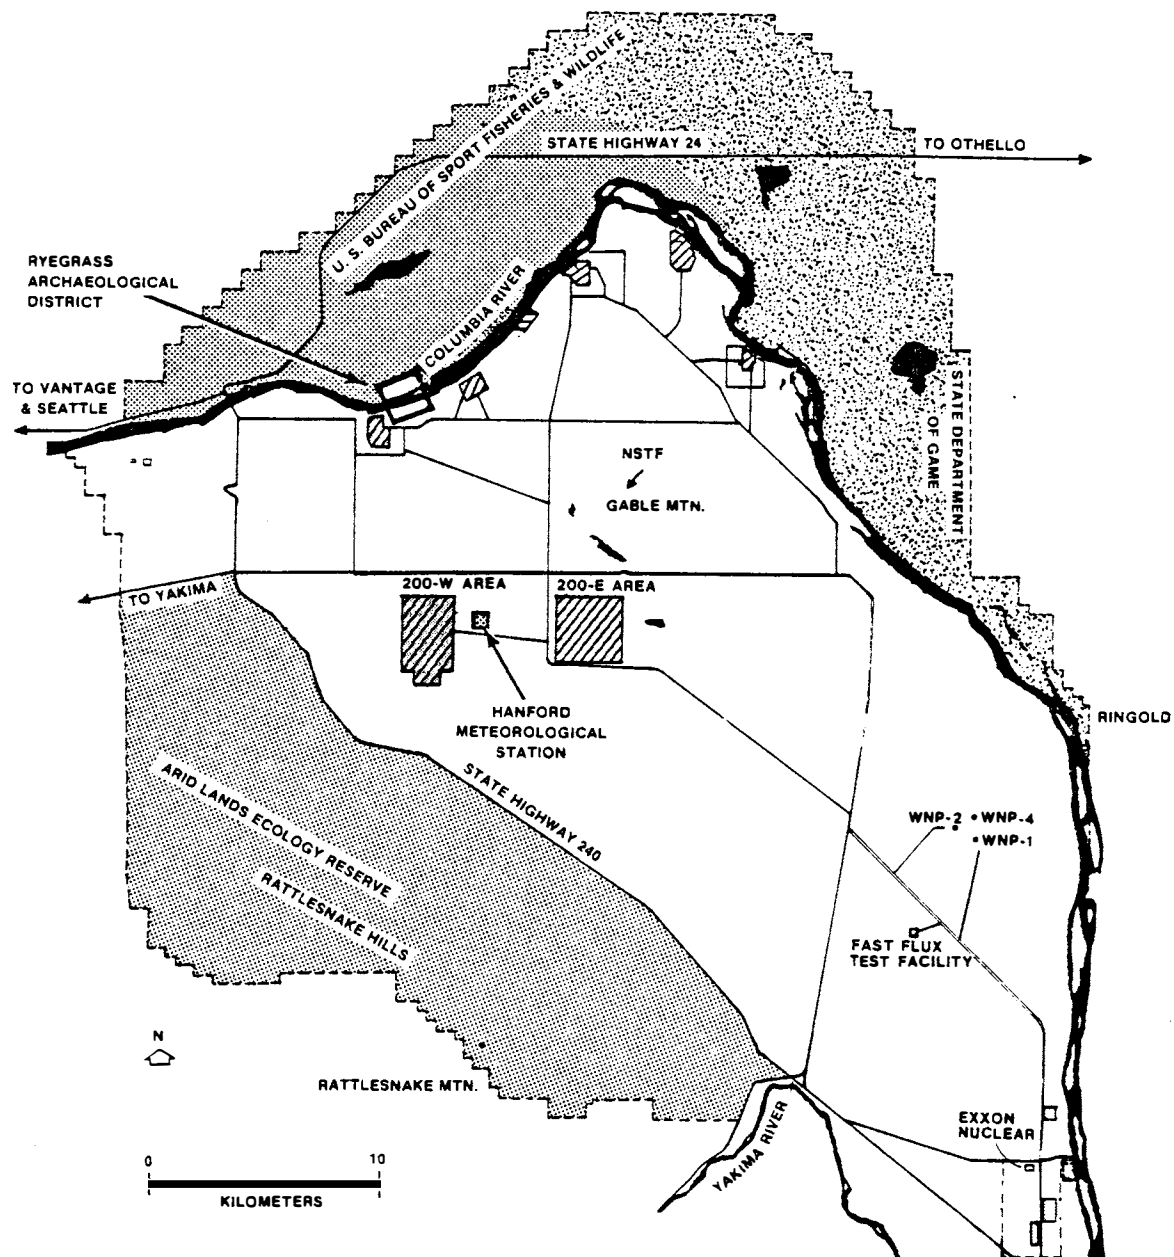 U. S. BUREAU OF SPORT FISHERIES & WILDLIFE
STATE HIGHWAY 24
TO OTHELLO
RYEGRASS
ARCHAEOLOGICAL
DISTRICT
COLUMBIA RIVER
TO VANTAGE
& SEATTLE
STATE DEPARTMENT
OF GAME
NSTF
GABLE MTN.
TO YAKIMA
200-W AREA
200-E AREA
HANFORD
METEOROLOGICAL
STATION
RINGOLD
ARID LANDS ECOLOGY RESERVE
RATTLESNAKE HILLS
STATE HIGHWAY 240
WNP-2
WNP-4
WNP-1
FAST FLUX
TEST FACILITY
N
RATTLESNAKE MTN.
YAKIMA RIVER
EXXON
NUCLEAR
0 10
KILOMETERS